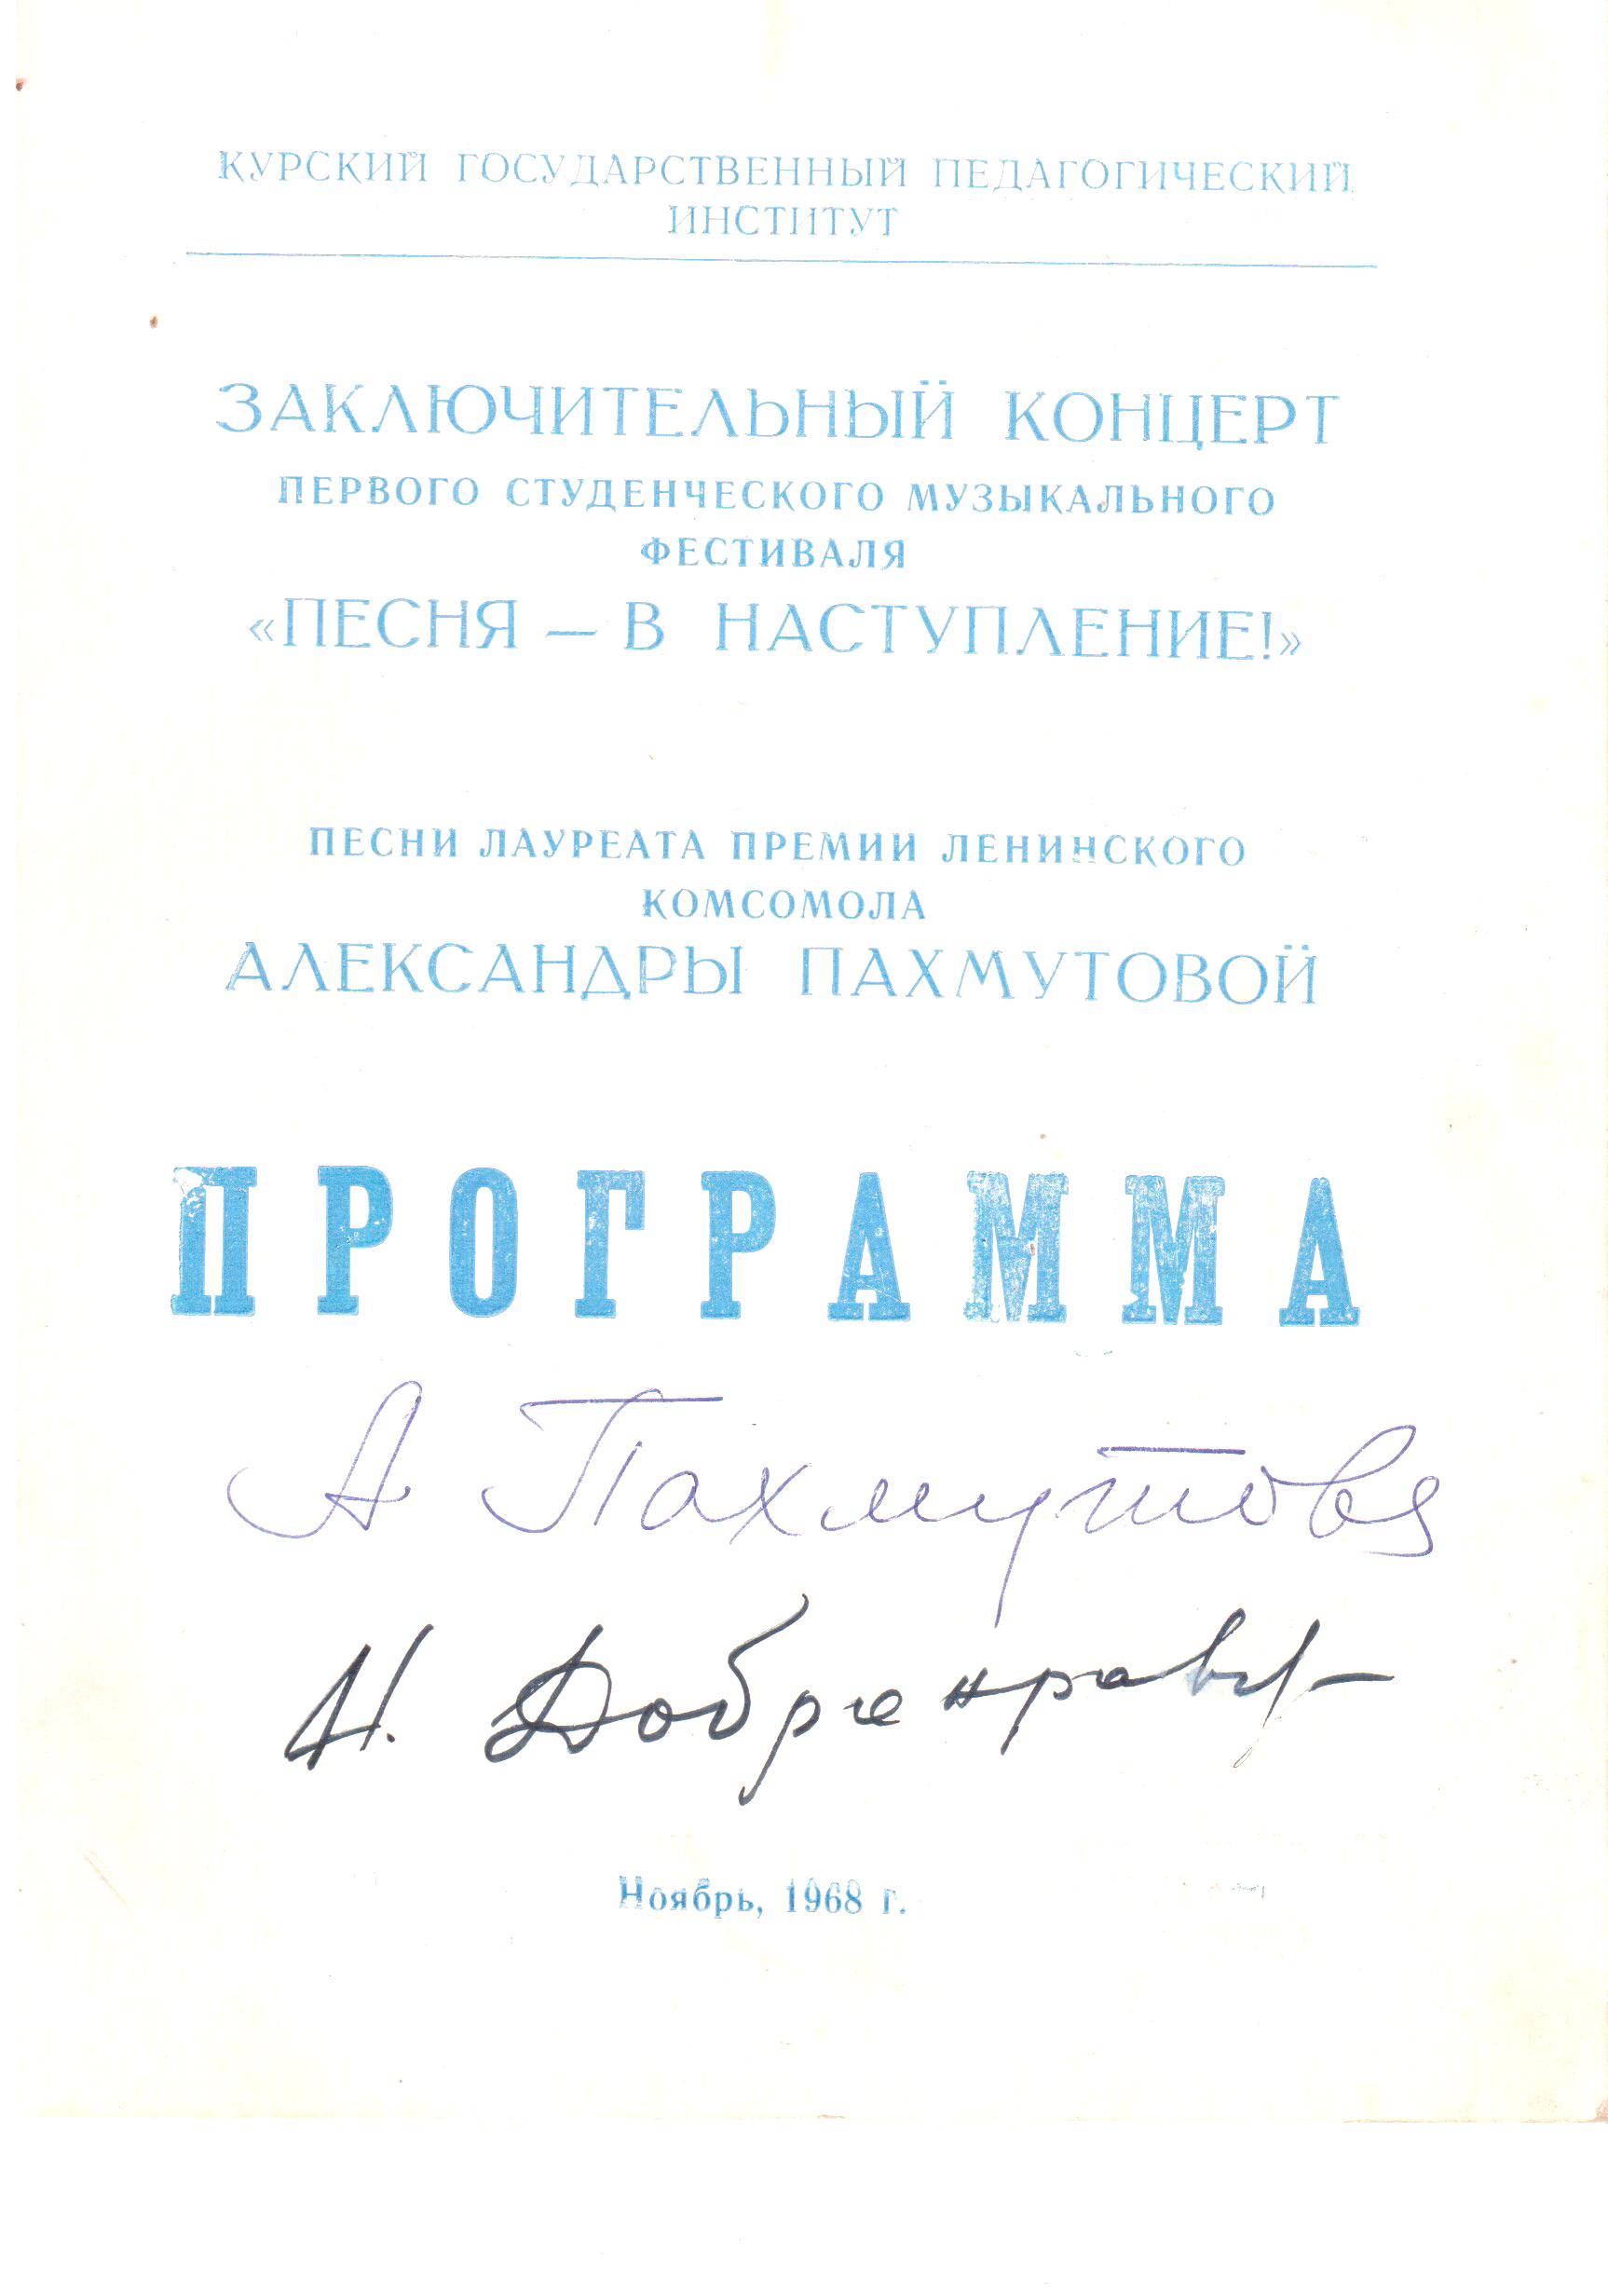 КУРСКИЙ ГОСУДАРСТВЕННЫЙ ПЕДАГОГИЧЕСКИЙ
ИНСТИТУТ
ЗАКЛЮЧИТЕЛЬНЫЙ КОНЦЕРТ
ПЕРВОГО СТУДЕНЧЕСКОГО МУЗЫКАЛЬНОГО
ФЕСТИВАЛЯ
«ПЕСНЯ — В НАСТУПЛЕНИЕ!»
ПЕСНИ ЛАУРЕАТА ПРЕМИИ ЛЕНИНСКОГО
КОМСОМОЛА
АЛЕКСАНДРЫ ПАХМУТОВОЙ
ПРОГРАММА
А Пахмутова
Н. Добронравов
Ноябрь, 1968 г.